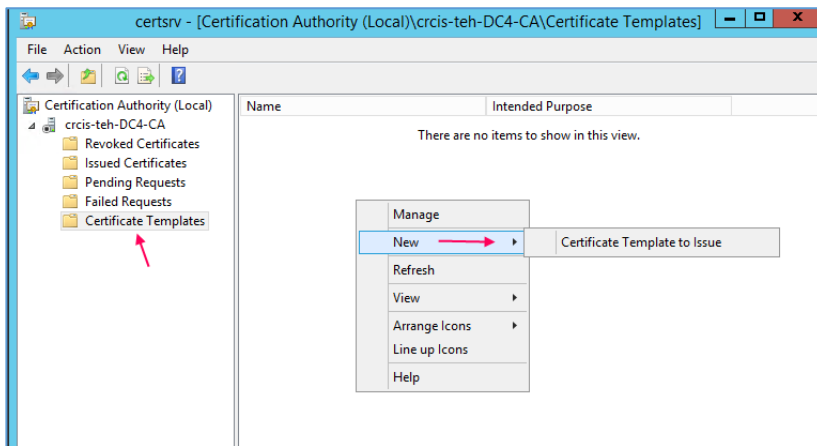 certsrv - [Certification Authority (Local)\crcis-teh-DC4-CA\Certificate Templates]
File Action View Help
Certification Authority (Local)
crcis-teh-DC4-CA
Revoked Certificates
Issued Certificates
Pending Requests
Failed Requests
Certificate Templates
Name Intended Purpose
There are no items to show in this view.
Manage
New
Certificate Template to Issue
Refresh
View
Arrange Icons
Line up Icons
Help